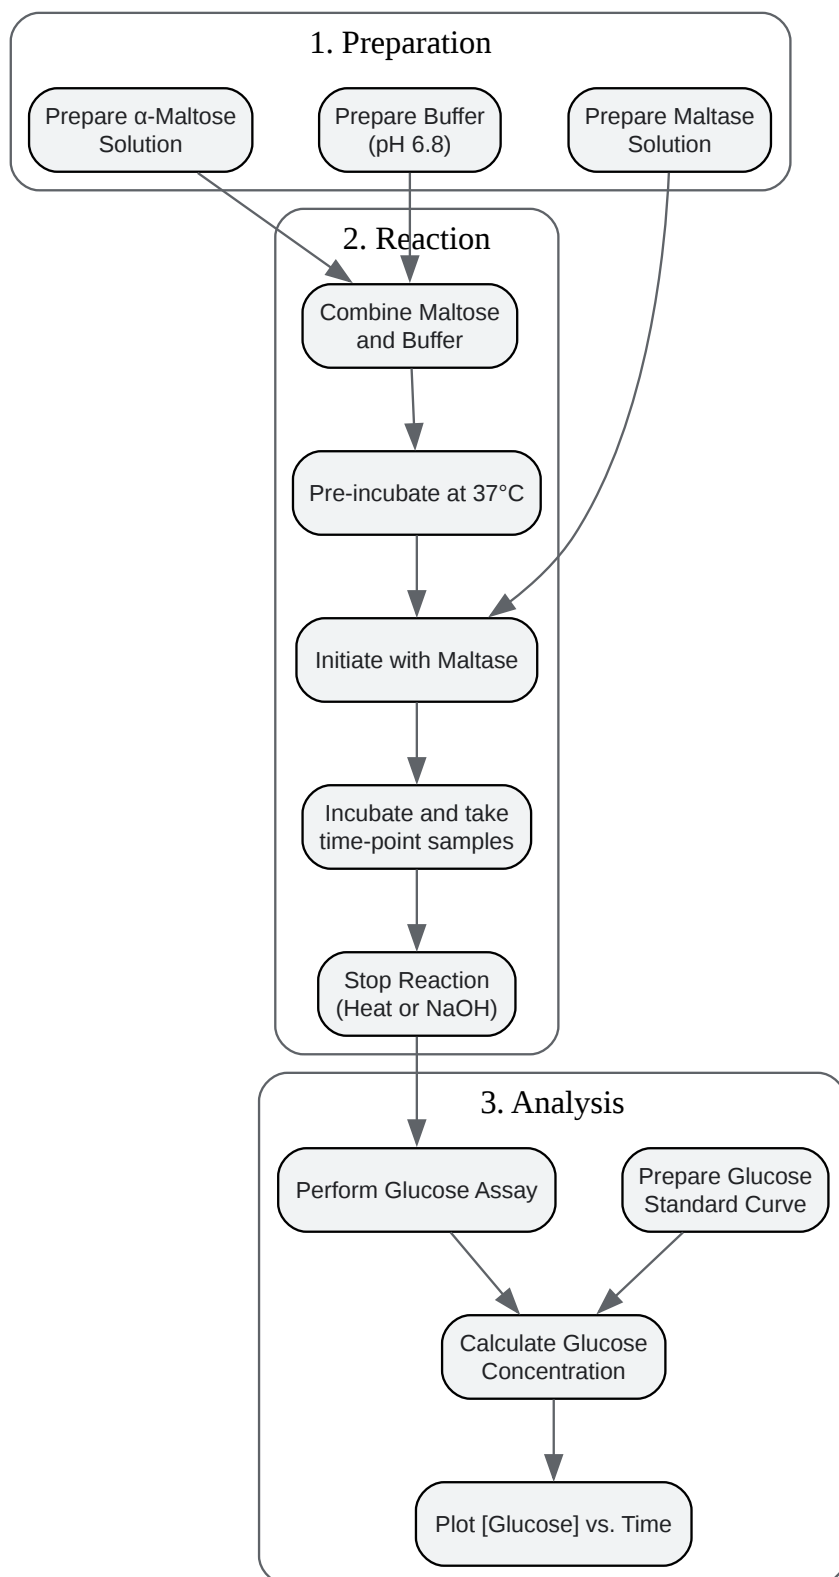 1. Preparation
Prepare α-Maltose
Solution
Prepare Buffer
(pH 6.8)
Prepare Maltase
Solution
2. Reaction
Combine Maltose
and Buffer
Pre-incubate at 37°C
Initiate with Maltase
Incubate and take
time-point samples
Stop Reaction
(Heat or NaOH)
3. Analysis
Perform Glucose Assay
Prepare Glucose
Standard Curve
Calculate Glucose
Concentration
Plot [Glucose] vs. Time